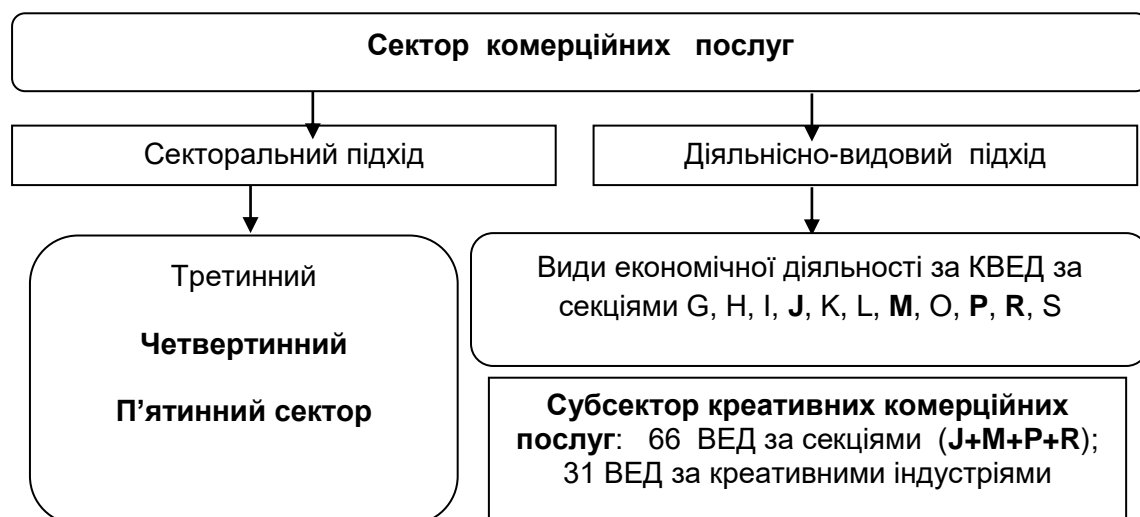 Сектор комерційних послуг
Секторальний підхід
Діяльнісно-видовий підхід
Третинний
Четвертинний
П’ятинний сектор
Види економічної діяльності за КВЕД за
секціями G, H, I, J, K, L, M, O, P, R, S
Субсектор креативних комерційних
послуг: 66 ВЕД за секціями (J+M+P+R);
31 ВЕД за креативними індустріями